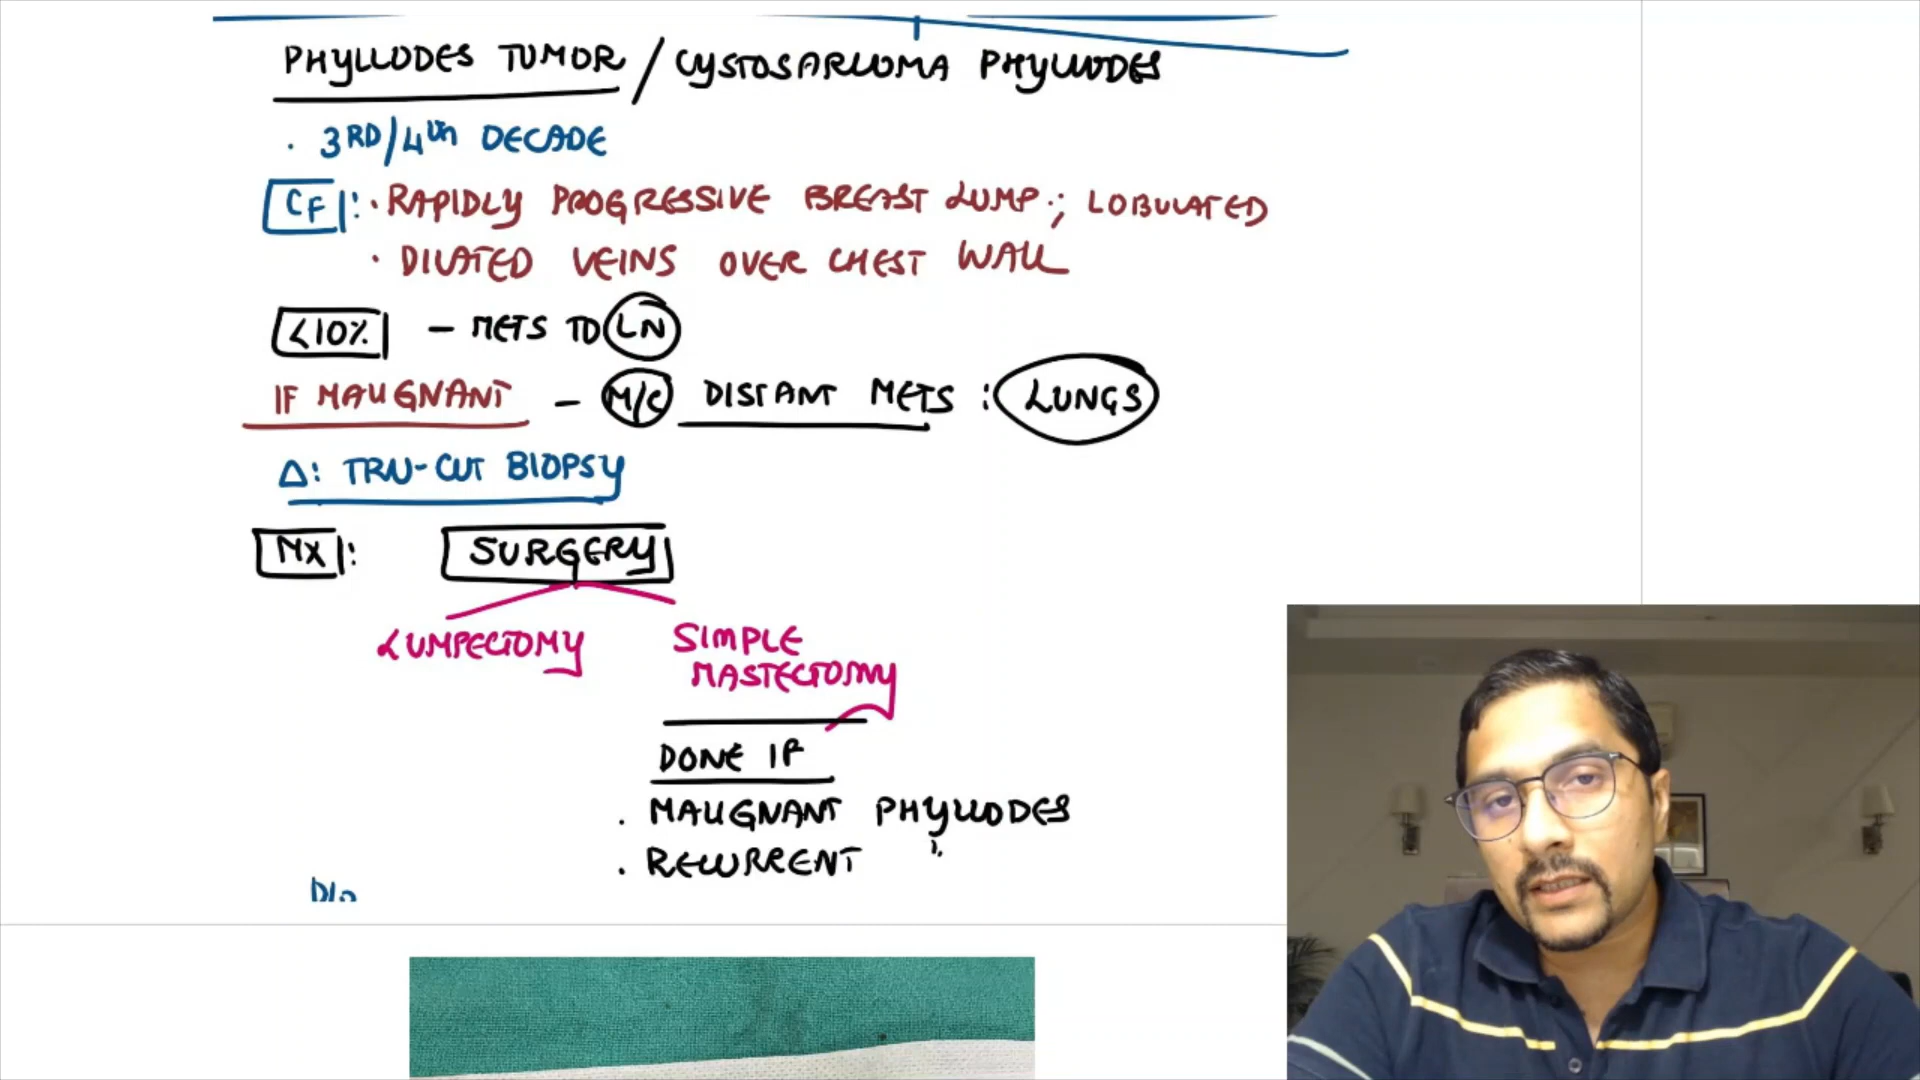 PHYLLODES TUMOR / CYSTOSARCOMA PHYLLODES
· 3RD/4th DECADE
CF : · RAPIDLY PROGRESSIVE BREAST LUMP ; LOBULATED
· DILATED VEINS OVER CHEST WALL
<10% – METS TO LN
IF MALIGNANT – M/C DISTANT METS : LUNGS
Δ: TRU-CUT BIOPSY
MX : SURGERY
LUMPECTOMY
SIMPLE
MASTECTOMY
DONE IF
. MALIGNANT PHYLLODES
. RECURRENT